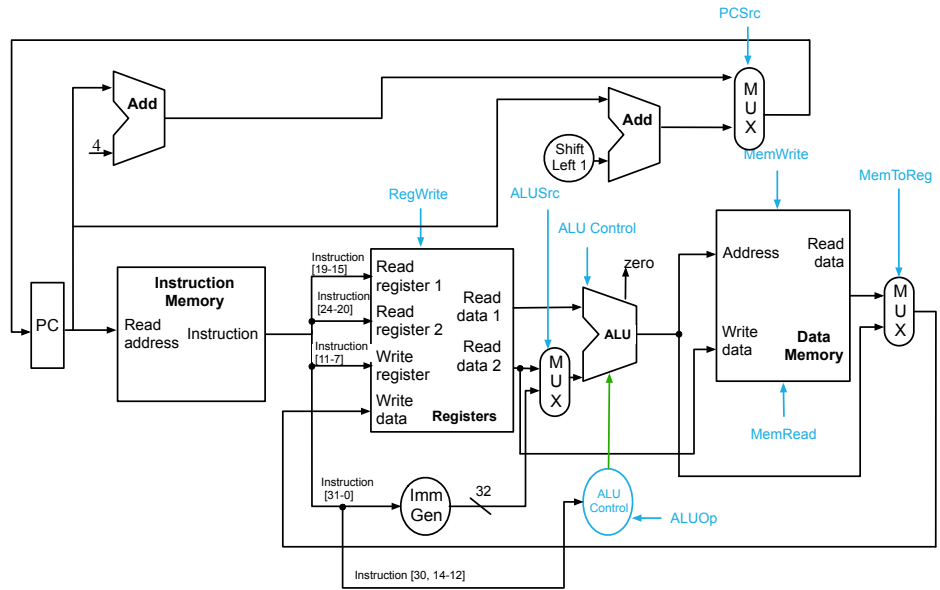 PCSrc
Add
4
Add
Shift
Left 1
M
U
X
MemWrite
MemToReg
RegWrite
ALUSrc
ALU Control
zero
PC
Instruction
Memory
Read
address
Instruction
Instruction
[19-15]
Instruction
[24-20]
Instruction
[11-7]
Read
register 1
Read
register 2
Write
register
Write
data
Read
data 1
Read
data 2
Registers
M
U
X
ALU
Address
Read
data
Write
data
Data
Memory
M
U
X
MemRead
Instruction
[31-0]
Imm
Gen
32
ALU
Control
ALUOp
Instruction [30, 14-12]